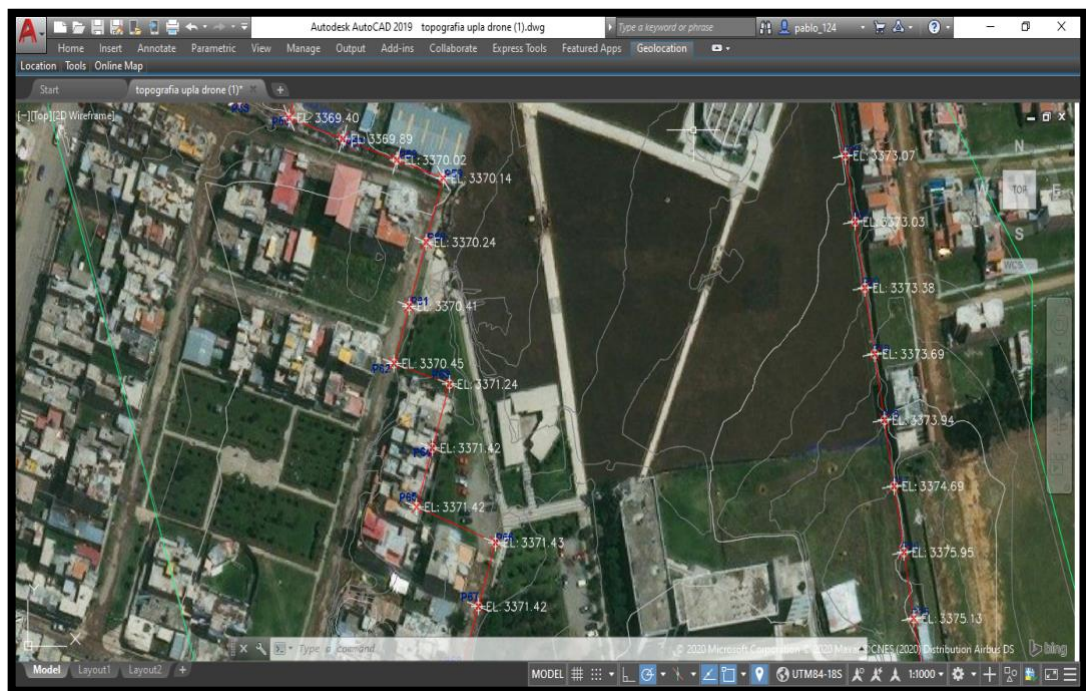 Autodesk AutoCAD 2019 topografia upla drone (1).dwg
Type a keyword or phrase
pablo_124
Home Insert Annotate Parametric View Manage Output Add-ins Collaborate Express Tools Featured Apps Geolocation
Location Tools Online Map
Start topografia upla drone (1)*
[-][Top][2D Wireframe]
EL: 3369.40
EL: 3369.89
EL: 3370.02
EL: 3370.14
EL: 3373.07
N
TOP
E
EL: 3370.24
EL: 3373.03
S
WCS
EL: 3373.38
P61
EL: 3370.41
EL: 3373.69
P62
EL: 3370.45
EL: 3371.24
EL: 3373.94
P64
EL: 3371.42
EL: 3374.69
P65
EL: 3371.42
P66
EL: 3371.43
EL: 3375.95
P67
EL: 3371.42
EL: 3375.13
X
Type a command
© 2020 Microsoft Corporation © 2020 Maxar © CNES (2020) Distribution Airbus DS
bing
Model Layout1 Layout2 +
MODEL UTM84-18S 1:1000